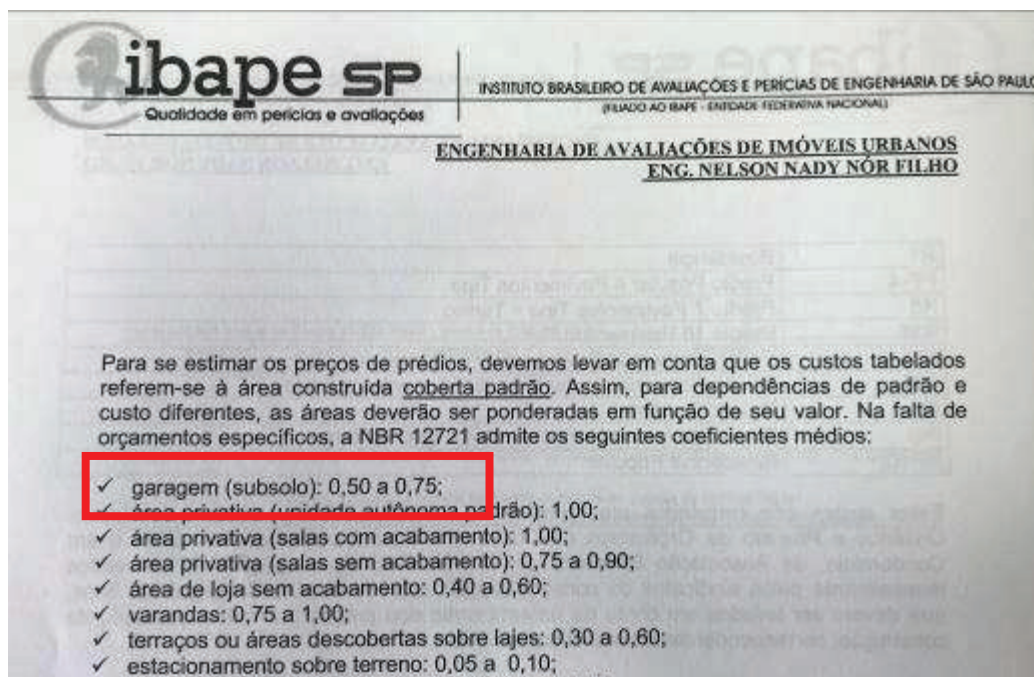 ibape SP
Qualidade em perícias e avaliações
INSTITUTO BRASILEIRO DE AVALIAÇÕES E PERÍCIAS DE ENGENHARIA DE SÃO PAULO
(FILIADO AO IBAPE - ENTIDADE FEDERATIVA NACIONAL)
ENGENHARIA DE AVALIAÇÕES DE IMÓVEIS URBANOS
ENG. NELSON NADY NÓR FILHO
Para se estimar os preços de prédios, devemos levar em conta que os custos tabelados
referem-se à área construída coberta padrão. Assim, para dependências de padrão e
custo diferentes, as áreas deverão ser ponderadas em função de seu valor. Na falta de
orçamentos específicos, a NBR 12721 admite os seguintes coeficientes médios:
✓ garagem (subsolo): 0,50 a 0,75;
✓ área privativa (unidade autônoma padrão): 1,00;
✓ área privativa (salas com acabamento): 1,00;
✓ área privativa (salas sem acabamento): 0,75 a 0,90;
✓ área de loja sem acabamento: 0,40 a 0,60;
✓ varandas: 0,75 a 1,00;
✓ terraços ou áreas descobertas sobre lajes: 0,30 a 0,60;
✓ estacionamento sobre terreno: 0,05 a 0,10;